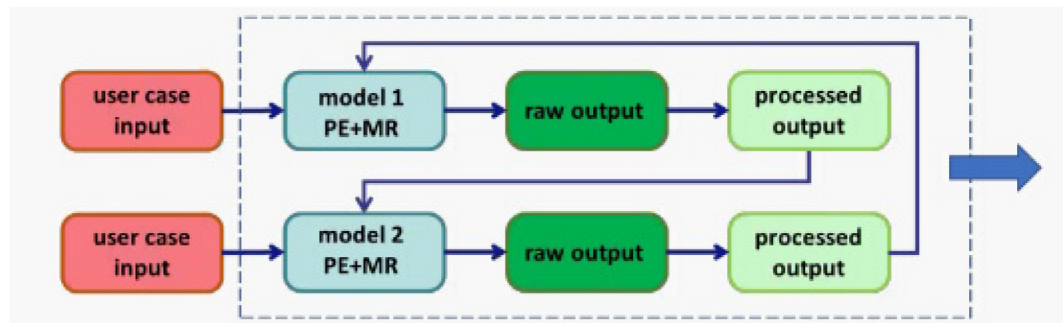 user case
input
model 1
PE+MR
raw output
processed
output
user case
input
model 2
PE+MR
raw output
processed
output